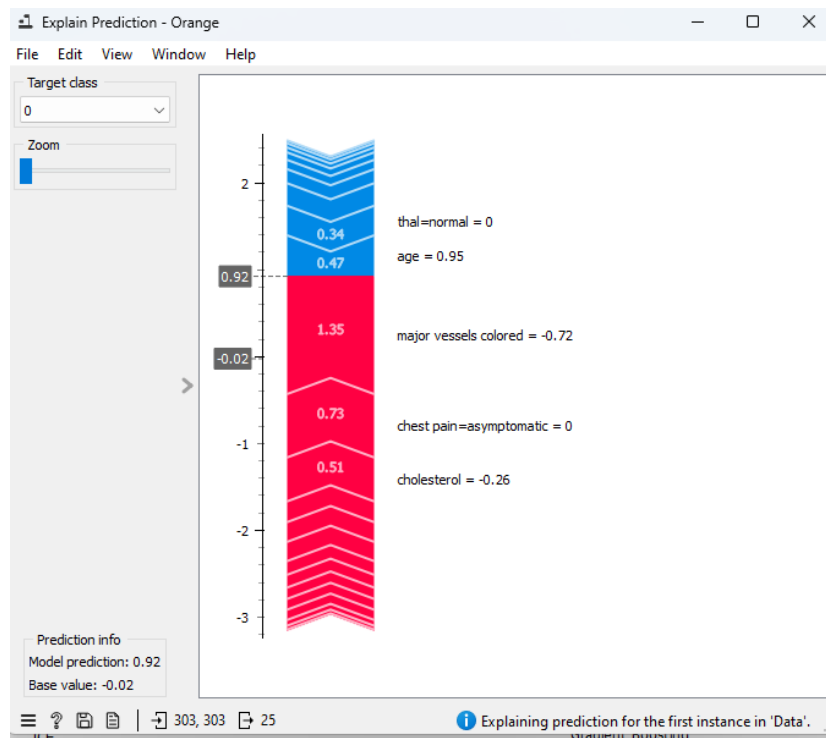 Explain Prediction - Orange
File Edit View Window Help
Target class
0
Zoom
2
0.34
thal=normal = 0
0.47
age = 0.95
0.92
1.35
major vessels colored = -0.72
-0.02
0.73
chest pain=asymptomatic = 0
-1
0.51
cholesterol = -0.26
-2
-3
Prediction info
Model prediction: 0.92
Base value: -0.02
303, 303 25
Explaining prediction for the first instance in 'Data'.